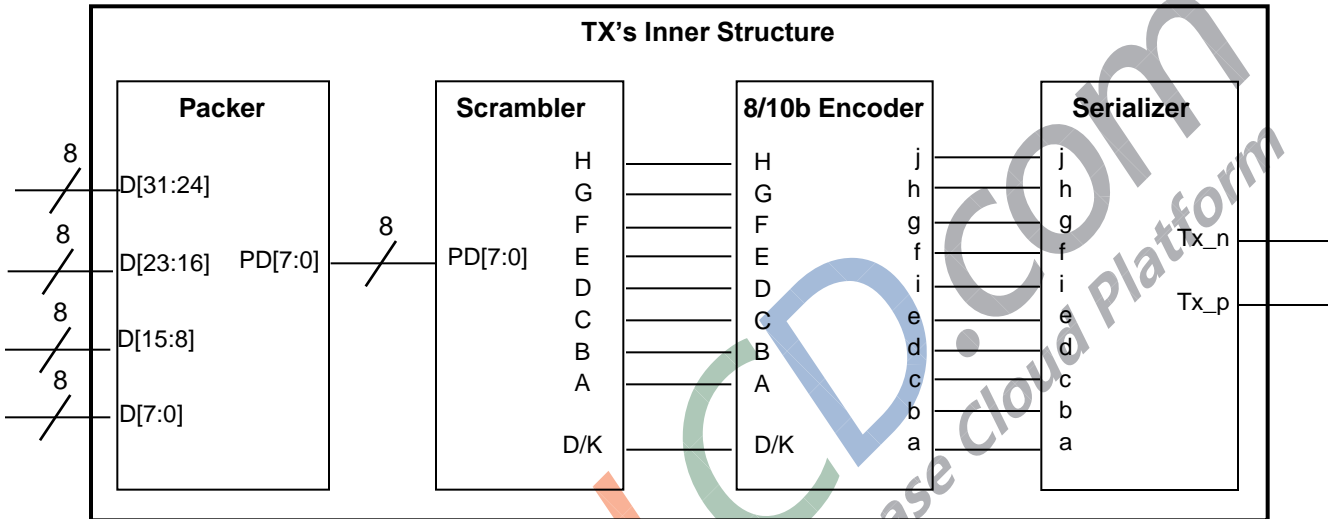 TX's Inner Structure
Packer
8
D[31:24]
8
D[23:16]
8
D[15:8]
8
D[7:0]
PD[7:0]
8
Scrambler
PD[7:0]
H
G
F
E
D
C
B
A
D/K
8/10b Encoder
H
G
F
E
D
C
B
A
D/K
j
h
g
f
i
e
d
c
b
a
Serializer
j
h
g
f
i
e
d
c
b
a
Tx_n
Tx_p
CD.com
ase Cloud Platform